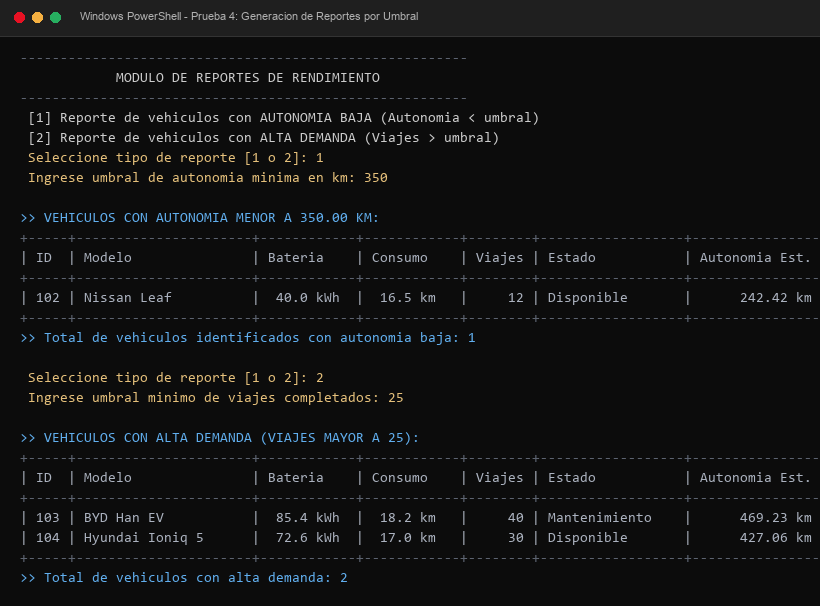 Windows PowerShell - Prueba 4: Generacion de Reportes por Umbral
--------------------------------------------------------
MODULO DE REPORTES DE RENDIMIENTO
--------------------------------------------------------
[1] Reporte de vehiculos con AUTONOMIA BAJA (Autonomia < umbral)
[2] Reporte de vehiculos con ALTA DEMANDA (Viajes > umbral)
Seleccione tipo de reporte [1 o 2]: 1
Ingrese umbral de autonomia minima en km: 350
>> VEHICULOS CON AUTONOMIA MENOR A 350.00 KM:
+-----+----------------------+------------+------------+--------+------------------+----------------
| ID  | Modelo               | Bateria    | Consumo    | Viajes | Estado           | Autonomia Est.
+-----+----------------------+------------+------------+--------+------------------+----------------
| 102 | Nissan Leaf          |  40.0 kWh  |  16.5 km   |     12 | Disponible       |      242.42 km
+-----+----------------------+------------+------------+--------+------------------+----------------
>> Total de vehiculos identificados con autonomia baja: 1
Seleccione tipo de reporte [1 o 2]: 2
Ingrese umbral minimo de viajes completados: 25
>> VEHICULOS CON ALTA DEMANDA (VIAJES MAYOR A 25):
+-----+----------------------+------------+------------+--------+------------------+----------------
| ID  | Modelo               | Bateria    | Consumo    | Viajes | Estado           | Autonomia Est.
+-----+----------------------+------------+------------+--------+------------------+----------------
| 103 | BYD Han EV           |  85.4 kWh  |  18.2 km   |     40 | Mantenimiento    |      469.23 km
| 104 | Hyundai Ioniq 5      |  72.6 kWh  |  17.0 km   |     30 | Disponible       |      427.06 km
+-----+----------------------+------------+------------+--------+------------------+----------------
>> Total de vehiculos con alta demanda: 2